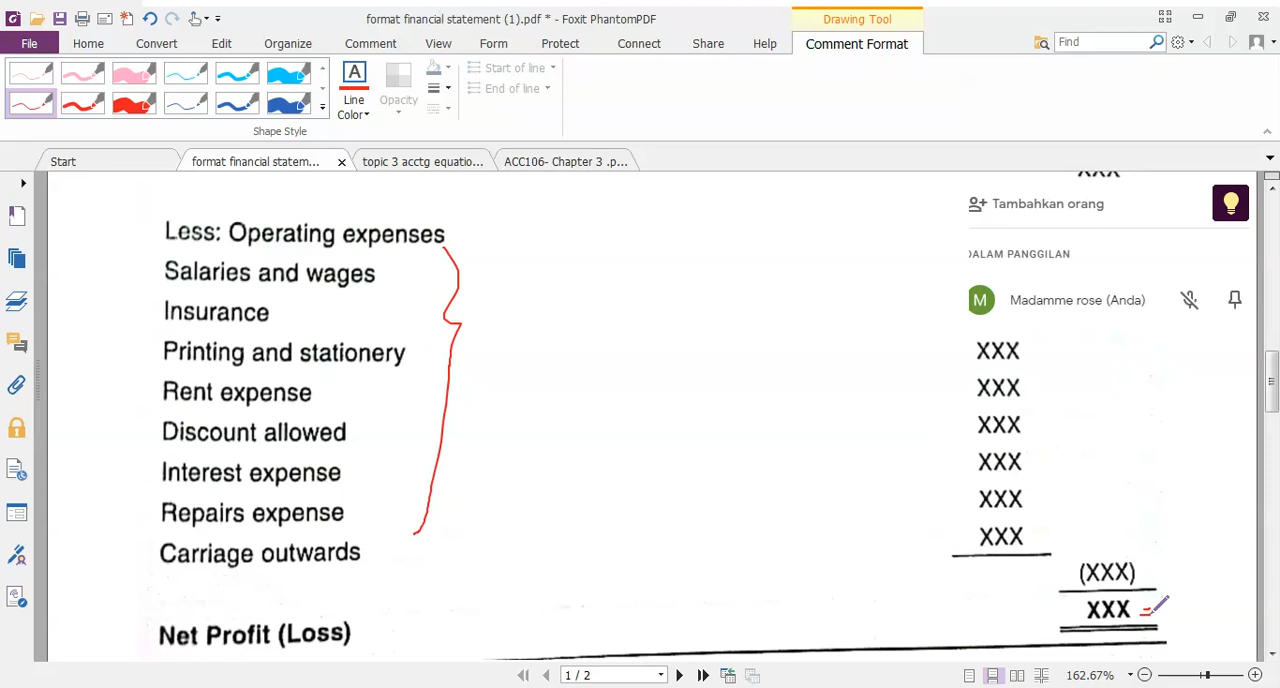 format financial statement (1).pdf * - Foxit PhantomPDF
Drawing Tool
File Home Convert Edit Organize Comment View Form Protect Connect Share Help Comment Format
Find
A
Line Color
Opacity
Start of line
End of line
Shape Style
Start
format financial statem...
topic 3 acctg equatio...
ACC106- Chapter 3 .p...
XXX
Tambahkan orang
DALAM PANGGILAN
M Madamme rose (Anda)
Less: Operating expenses
Salaries and wages
Insurance
Printing and stationery XXX
Rent expense XXX
Discount allowed XXX
Interest expense XXX
Repairs expense XXX
Carriage outwards XXX
(XXX)
Net Profit (Loss) XXX
1 / 2
162.67%